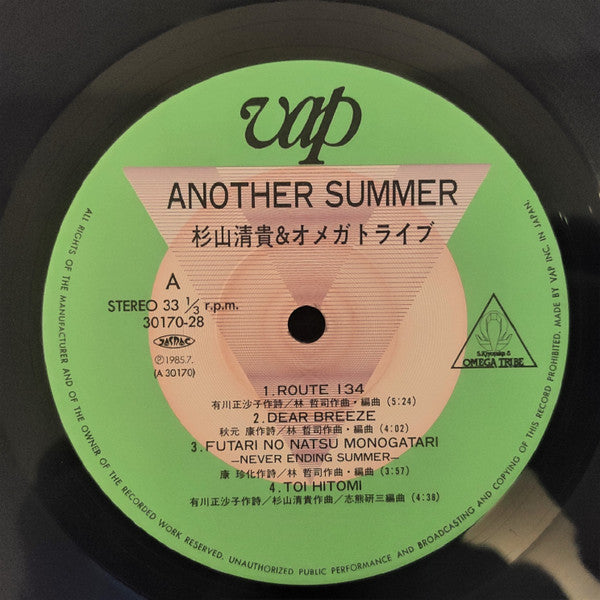 vap
ANOTHER SUMMER
杉山清貴&オメガトライブ
A
STEREO 33 1/3 r.p.m.
30170-28
JASRAC
Ⓟ1985.7.
(A 30170)
S.Kiyotaka &
OMEGA TRIBE
1.ROUTE 134
有川正沙子作詩/林 哲司作曲・編曲 (5:24)
2.DEAR BREEZE
秋元 康作詩/林 哲司作曲・編曲 (4:02)
3.FUTARI NO NATSU MONOGATARI
—NEVER ENDING SUMMER—
康 珍化作詩/林 哲司作曲・編曲 (3:57)
4.TOI HITOMI
有川正沙子作詩/杉山清貴作曲/志熊研三編曲 (4:38)
ALL RIGHTS OF THE MANUFACTURER AND OF THE OWNER OF THE RECORDED WORK RESERVED. UNAUTHORIZED PUBLIC PERFORMANCE AND BROADCASTING AND COPYING OF THIS RECORD PROHIBITED. MADE BY VAP INC. IN JAPAN.